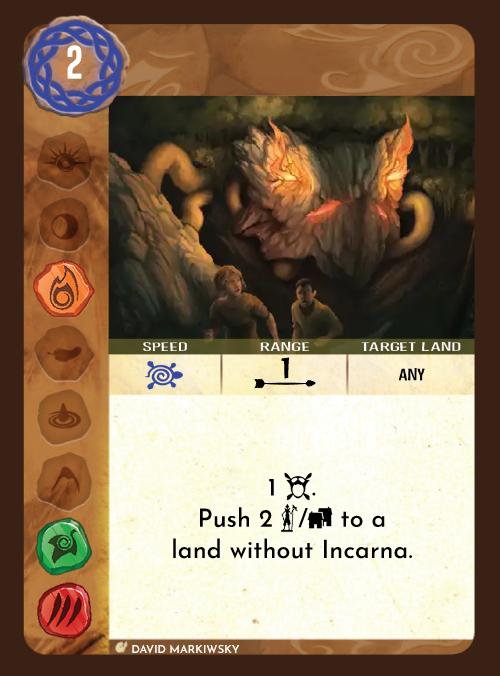 2
SPEED RANGE TARGET LAND
1 ANY
1 .
Push 2 / to a
land without Incarna.
DAVID MARKIWSKY